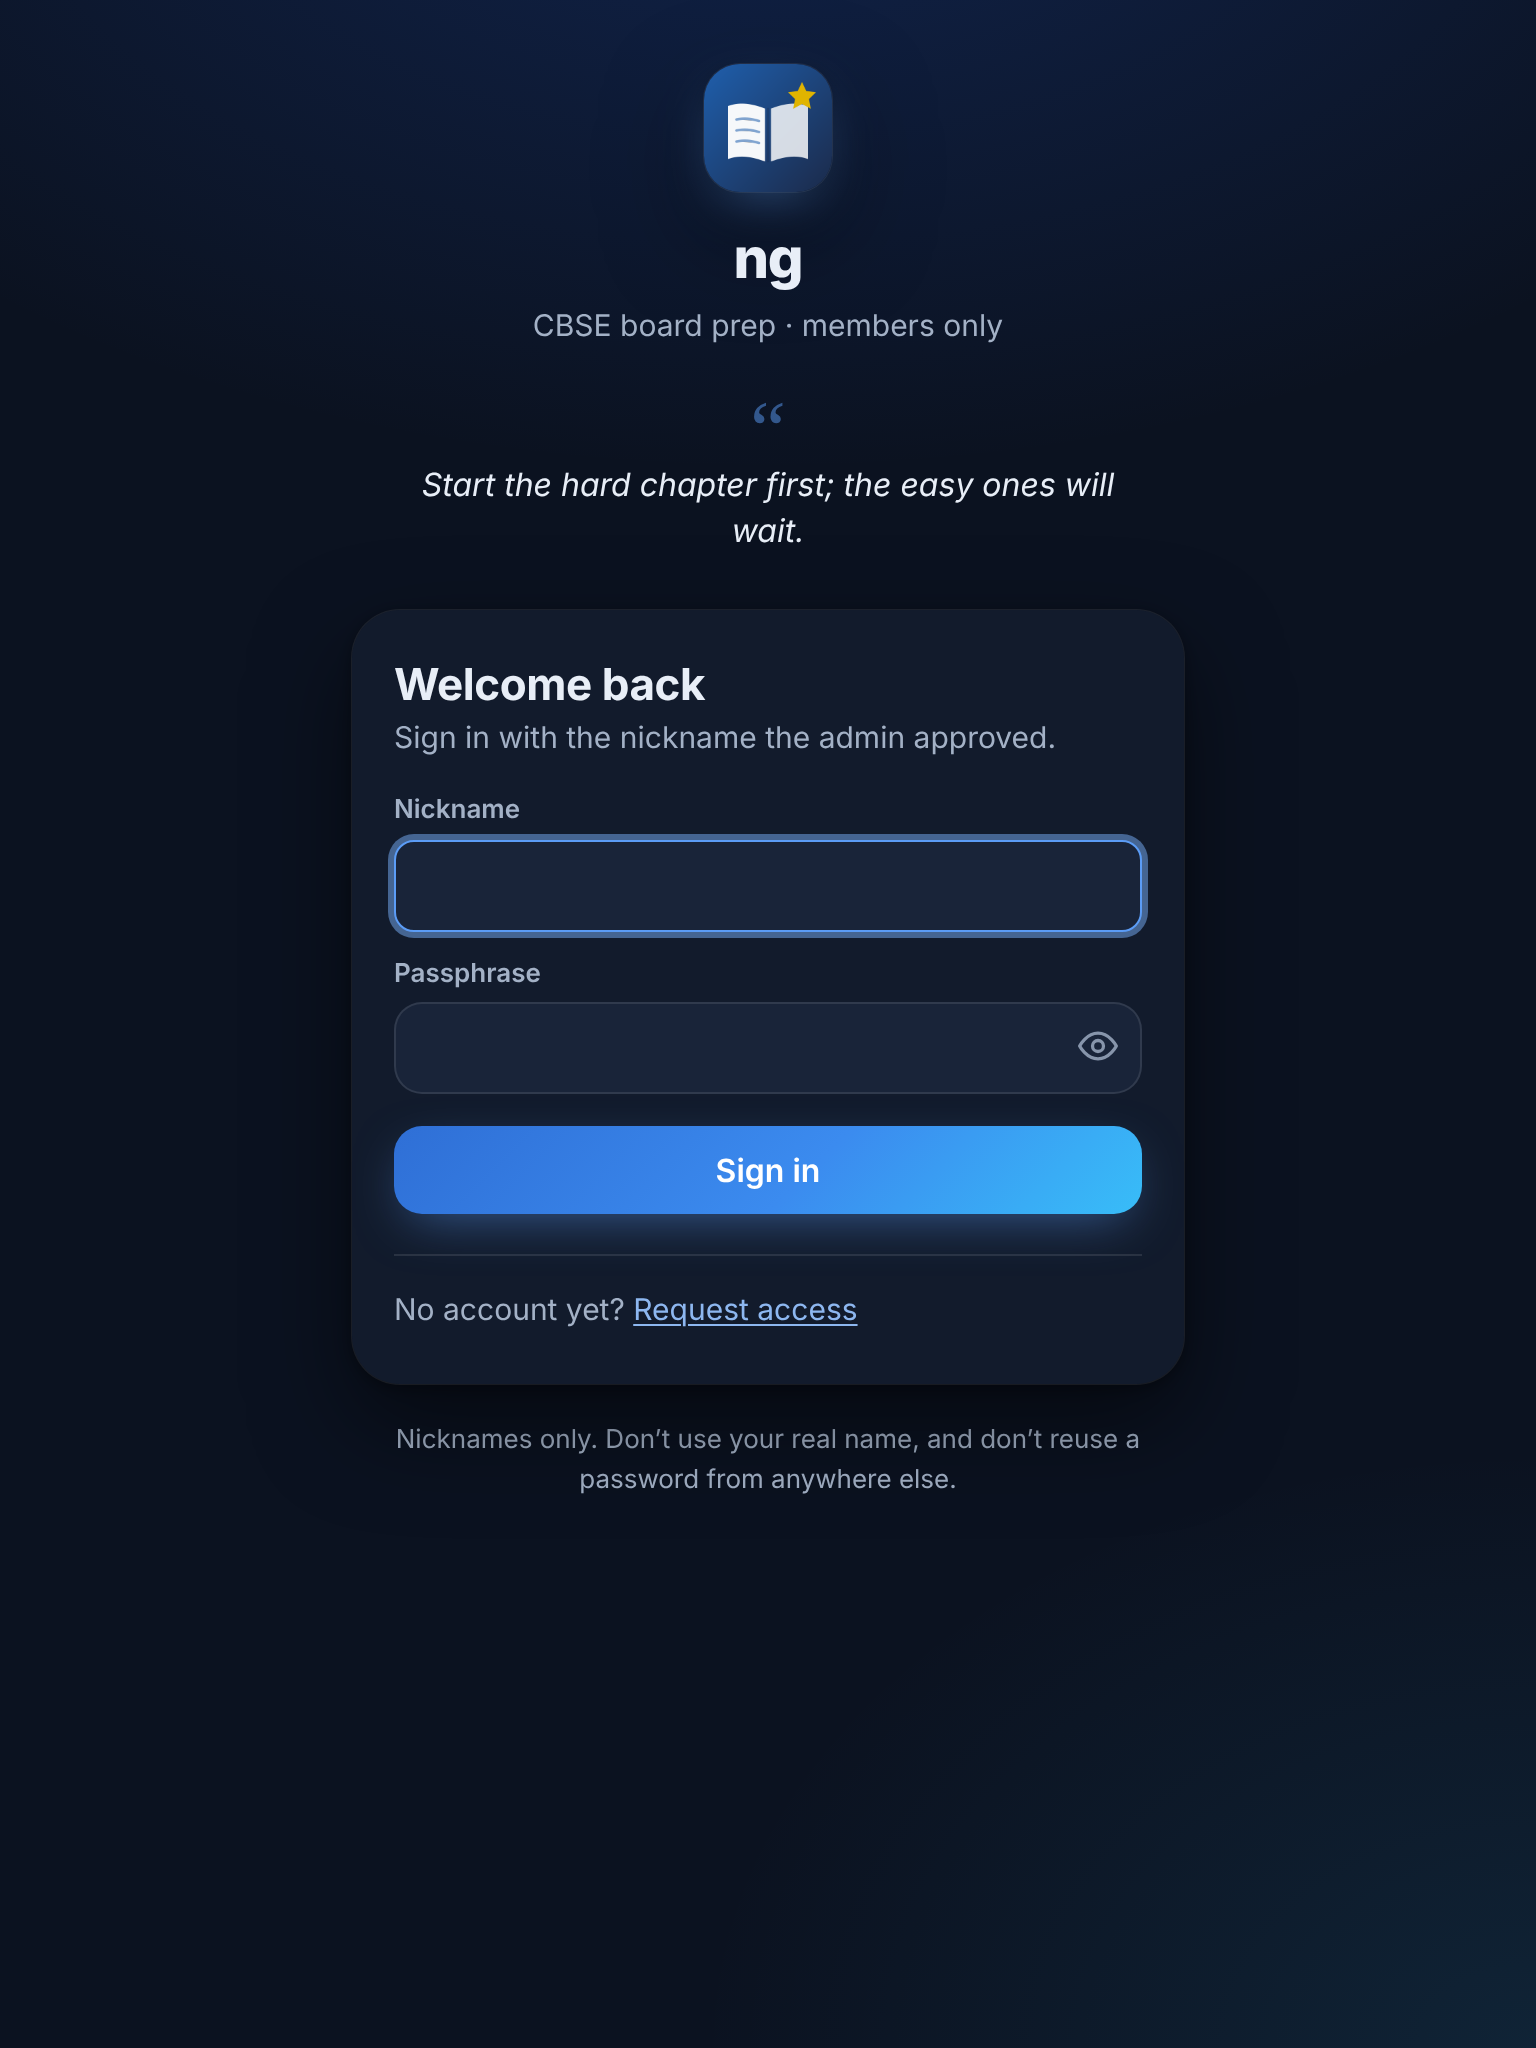 ng
CBSE board prep · members only
“
Start the hard chapter first; the easy ones will
wait.
Welcome back
Sign in with the nickname the admin approved.
Nickname
Passphrase
Sign in
No account yet? Request access
Nicknames only. Don’t use your real name, and don’t reuse a
password from anywhere else.